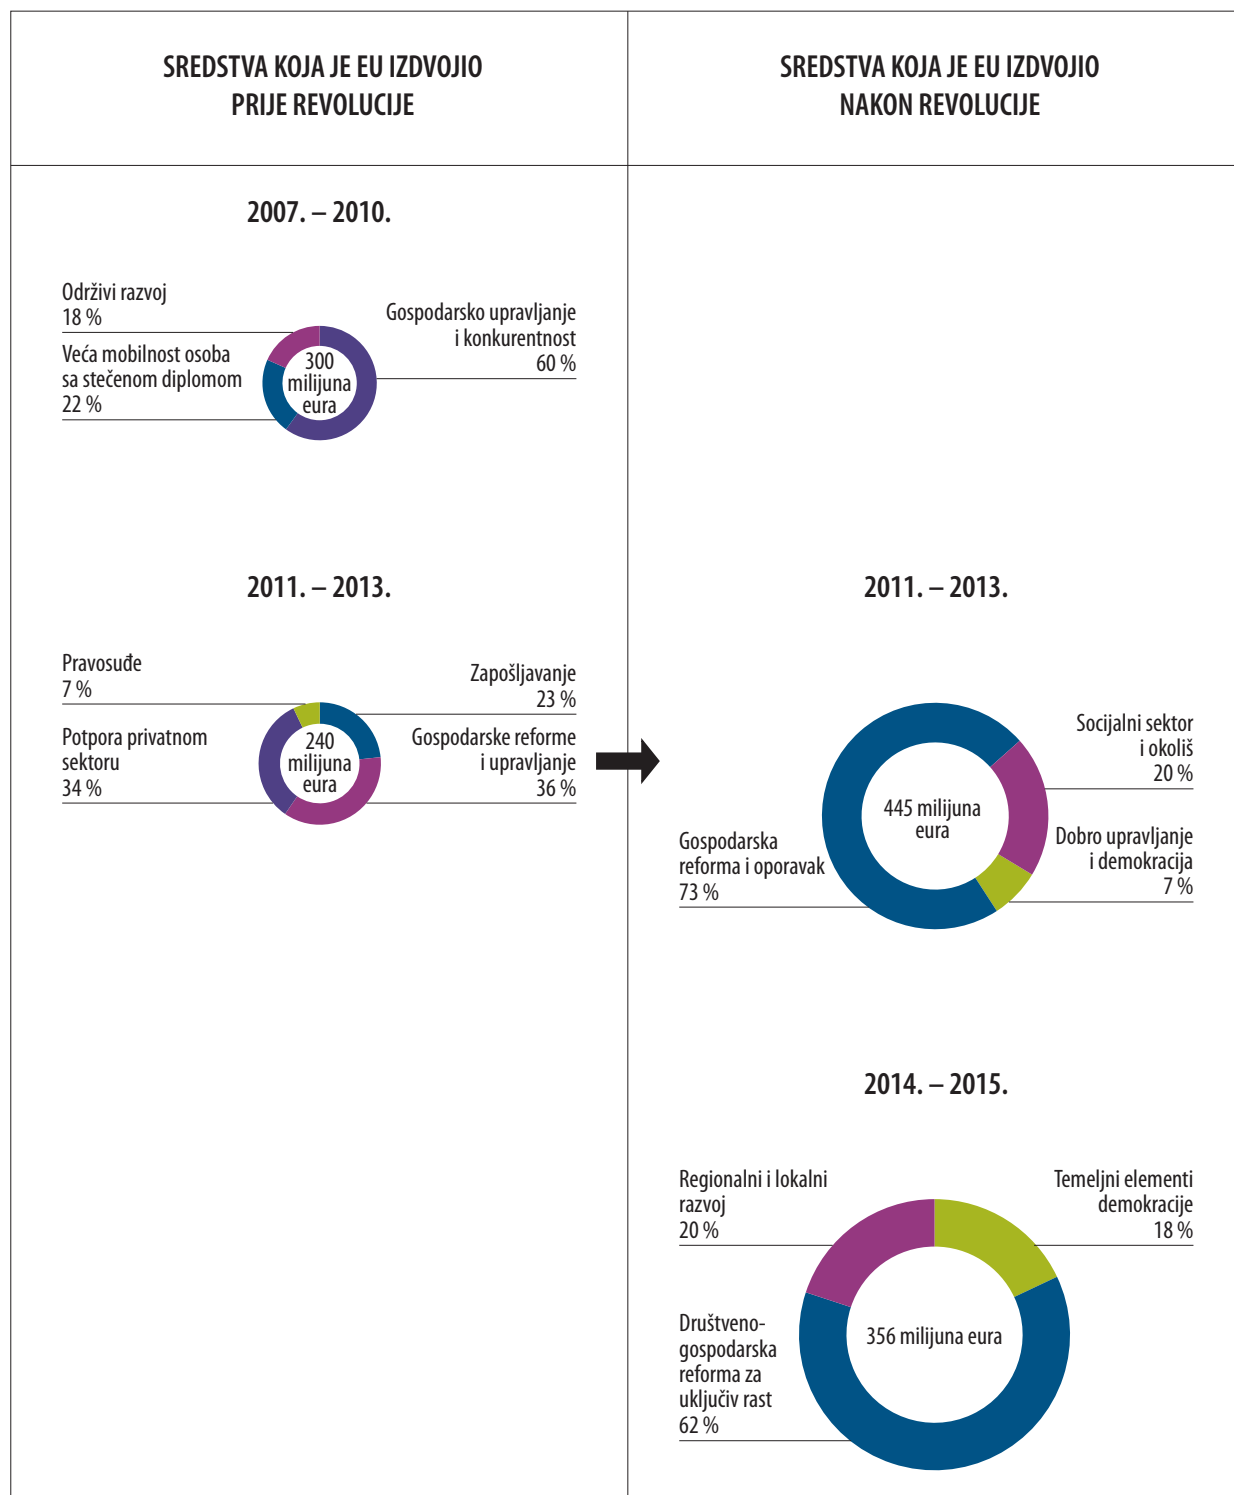 SREDSTVA KOJA JE EU IZDVOJIO
PRIJE REVOLUCIJE
SREDSTVA KOJA JE EU IZDVOJIO
NAKON REVOLUCIJE
2007. – 2010.
Održivi razvoj
18 %
Veća mobilnost osoba
sa stečenom diplomom
22 %
300
milijuna
eura
Gospodarsko upravljanje
i konkurentnost
60 %
2011. – 2013.
Pravosuđe
7 %
Potpora privatnom
sektoru
34 %
240
milijuna
eura
Zapošljavanje
23 %
Gospodarske reforme
i upravljanje
36 %
2011. – 2013.
Gospodarska
reforma i oporavak
73 %
445 milijuna
eura
Socijalni sektor
i okoliš
20 %
Dobro upravljanje
i demokracija
7 %
2014. – 2015.
Regionalni i lokalni
razvoj
20 %
Društveno-
gospodarska
reforma za
uključiv rast
62 %
356 milijuna eura
Temeljni elementi
demokracije
18 %